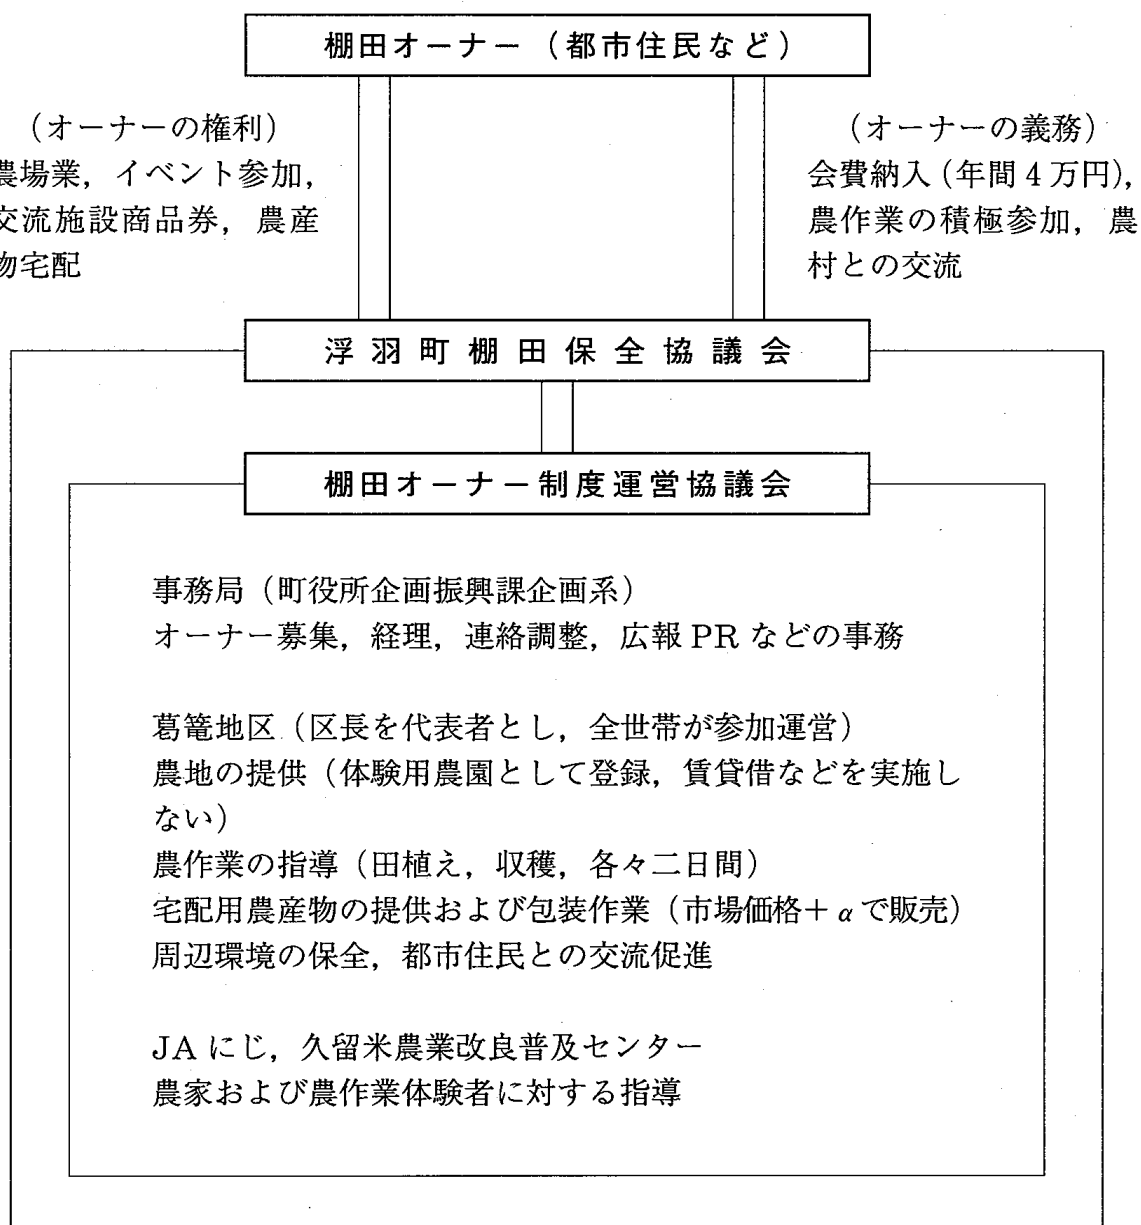 棚田オーナー（都市住民など）
（オーナーの権利）
農場業，イベント参加，
交流施設商品券，農産
物宅配
（オーナーの義務）
会費納入（年間4万円），
農作業の積極参加，農
村との交流
浮羽町棚田保全協議会
棚田オーナー制度運営協議会
事務局（町役所企画振興課企画系）
オーナー募集，経理，連絡調整，広報PRなどの事務
葛篭地区（区長を代表者とし，全世帯が参加運営）
農地の提供（体験用農園として登録，賃貸借などを実施し
ない）
農作業の指導（田植え，収穫，各々二日間）
宅配用農産物の提供および包装作業（市場価格＋αで販売）
周辺環境の保全，都市住民との交流促進
JAにじ，久留米農業改良普及センター
農家および農作業体験者に対する指導